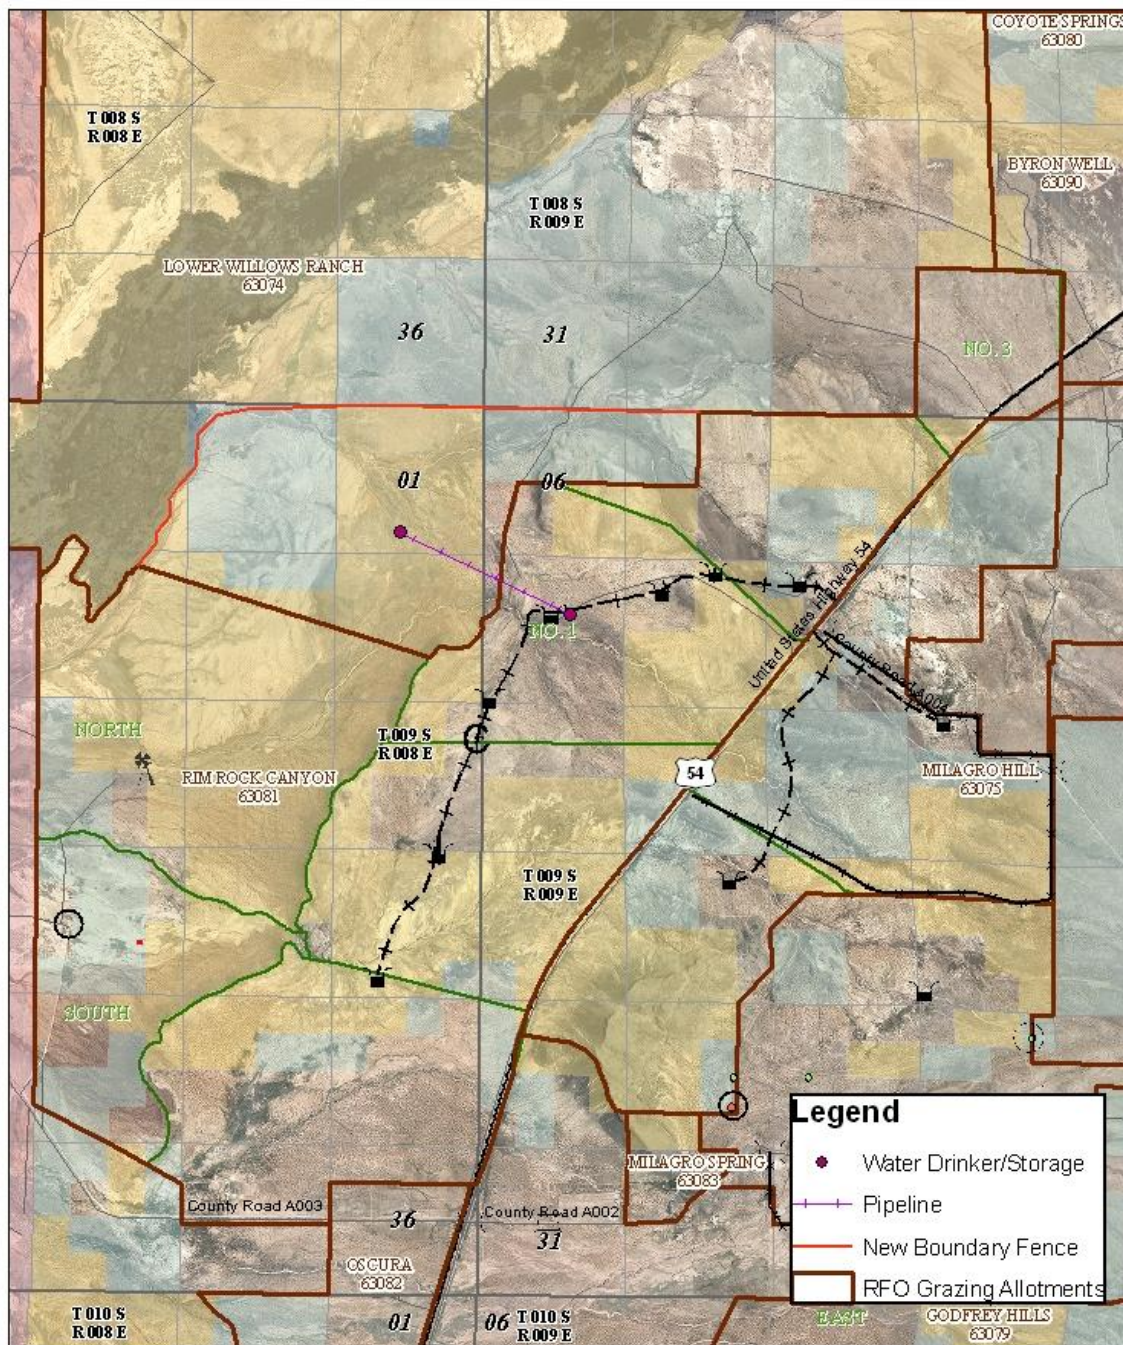 COYOTE SPRINGS
63080
T 008 S
R 008 E
BYRON WELL
63090
T 008 S
R 009 E
LOWER WILLOWS RANCH
63074
36
31
NO.3
01
06
United States Highway 54
NO.1
County Road A004
NORTH
T 009 S
R 008 E
54
RIM ROCK CANYON
63081
MILAGRO HILL
63075
T 009 S
R 009 E
SOUTH
Legend
Water Drinker/Storage
Pipeline
New Boundary Fence
RFO Grazing Allotments
MILAGRO SPRING
63083
County Road A003
County Road A002
36
31
OSCURA
63082
T 010 S
R 008 E
01
06
T 010 S
R 009 E
EAST
GODFREY HILLS
63079